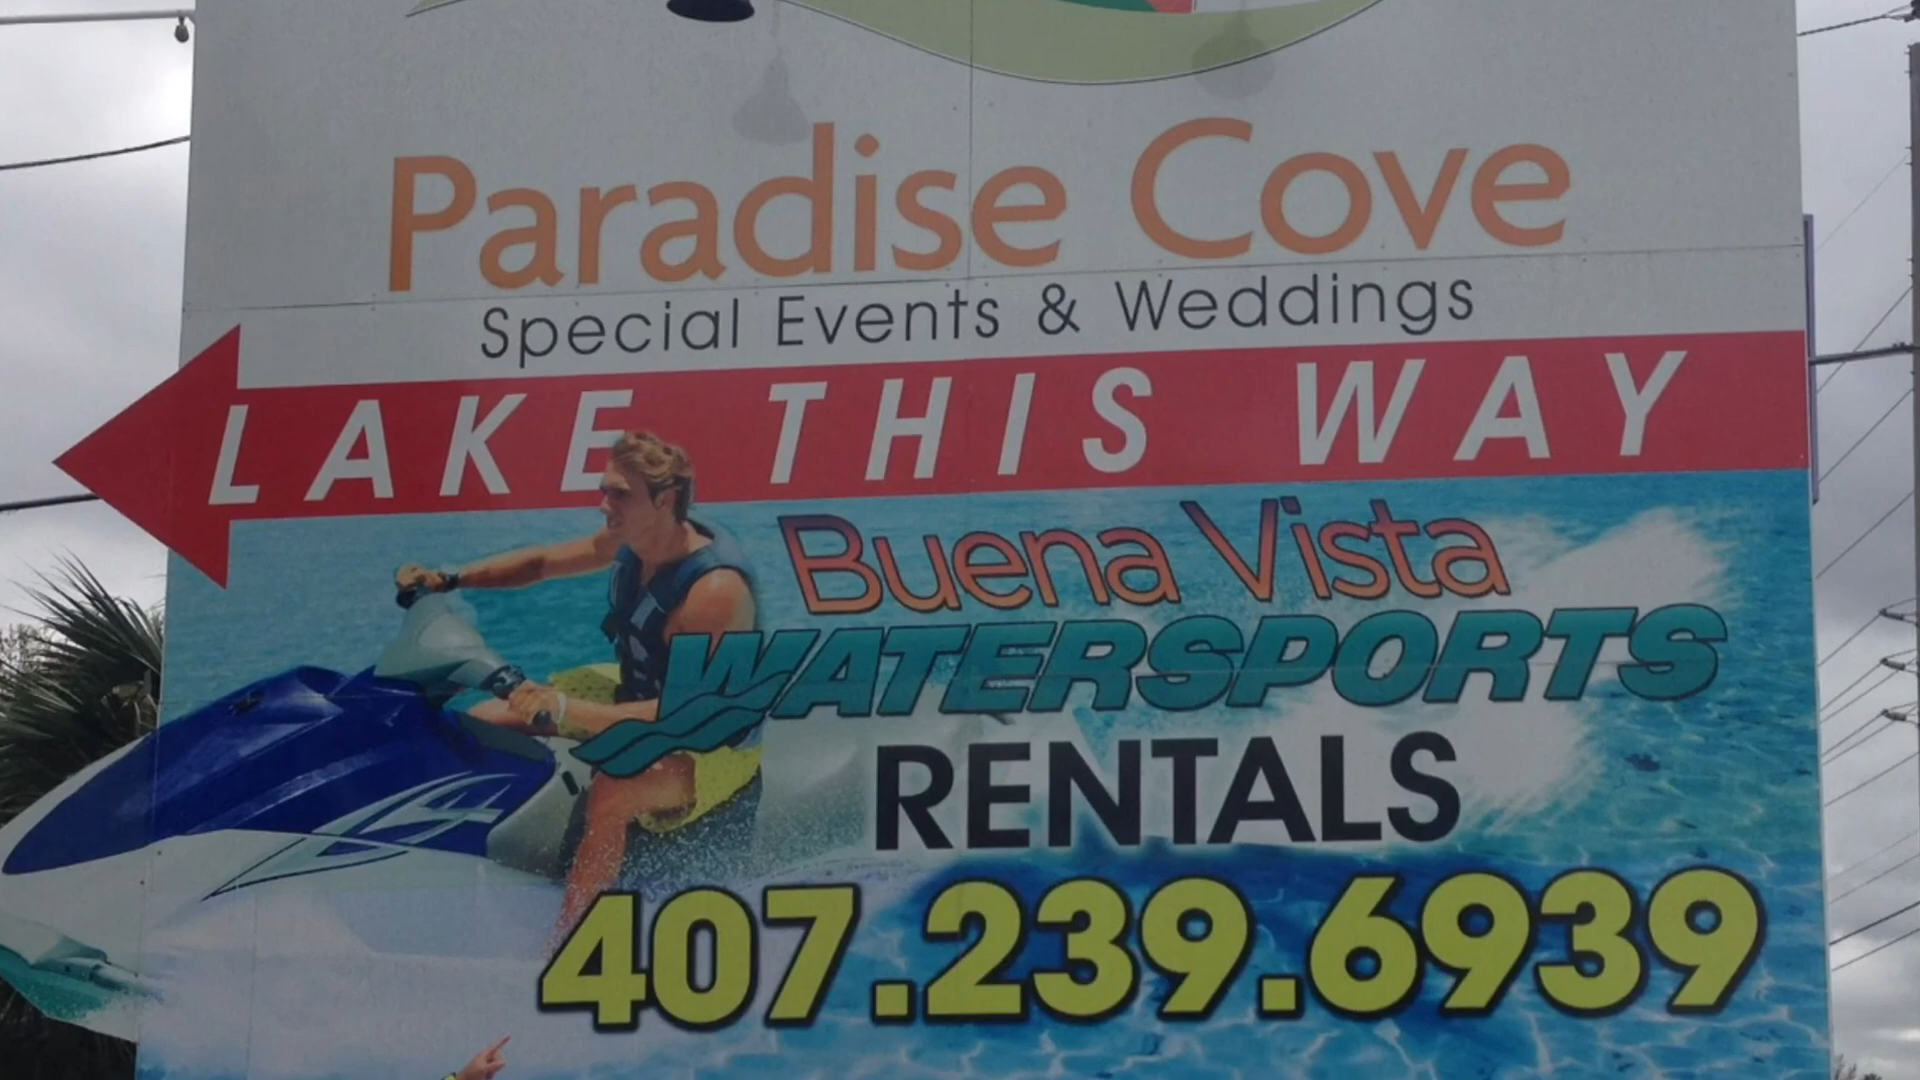 Paradise Cove
Special Events & Weddings
LAKE THIS WAY
Buena Vista
WATERSPORTS
RENTALS
407.239.6939